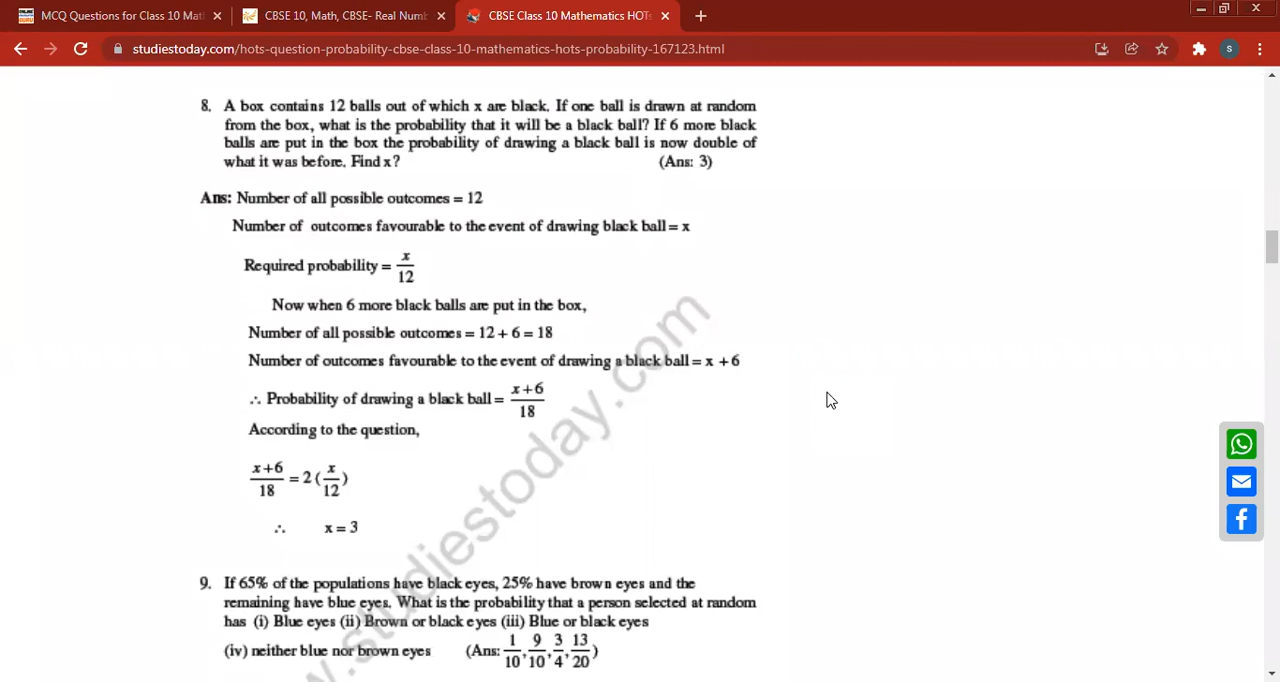 MCQ Questions for Class 10 Mat
CBSE 10, Math, CBSE- Real Numb
CBSE Class 10 Mathematics HOTs
studiestoday.com/hots-question-probability-cbse-class-10-mathematics-hots-probability-167123.html
S
8. A box contains 12 balls out of which x are black. If one ball is drawn at random
from the box, what is the probability that it will be a black ball? If 6 more black
balls are put in the box the probability of drawing a black ball is now double of
what it was before. Find x? (Ans: 3)
Ans: Number of all possible outcomes = 12
Number of outcomes favourable to the event of drawing black ball = x
Required probability = x/12
Now when 6 more black balls are put in the box,
Number of all possible outcomes = 12 + 6 = 18
Number of outcomes favourable to the event of drawing a black ball = x + 6
∴ Probability of drawing a black ball = x+6/18
According to the question,
x+6/18 = 2 (x/12)
∴ x = 3
9. If 65% of the populations have black eyes, 25% have brown eyes and the
remaining have blue eyes. What is the probability that a person selected at random
has (i) Blue eyes (ii) Brown or black eyes (iii) Blue or black eyes
(iv) neither blue nor brown eyes (Ans: 1/10, 9/10, 3/4, 13/20)
w.studiestoday.com